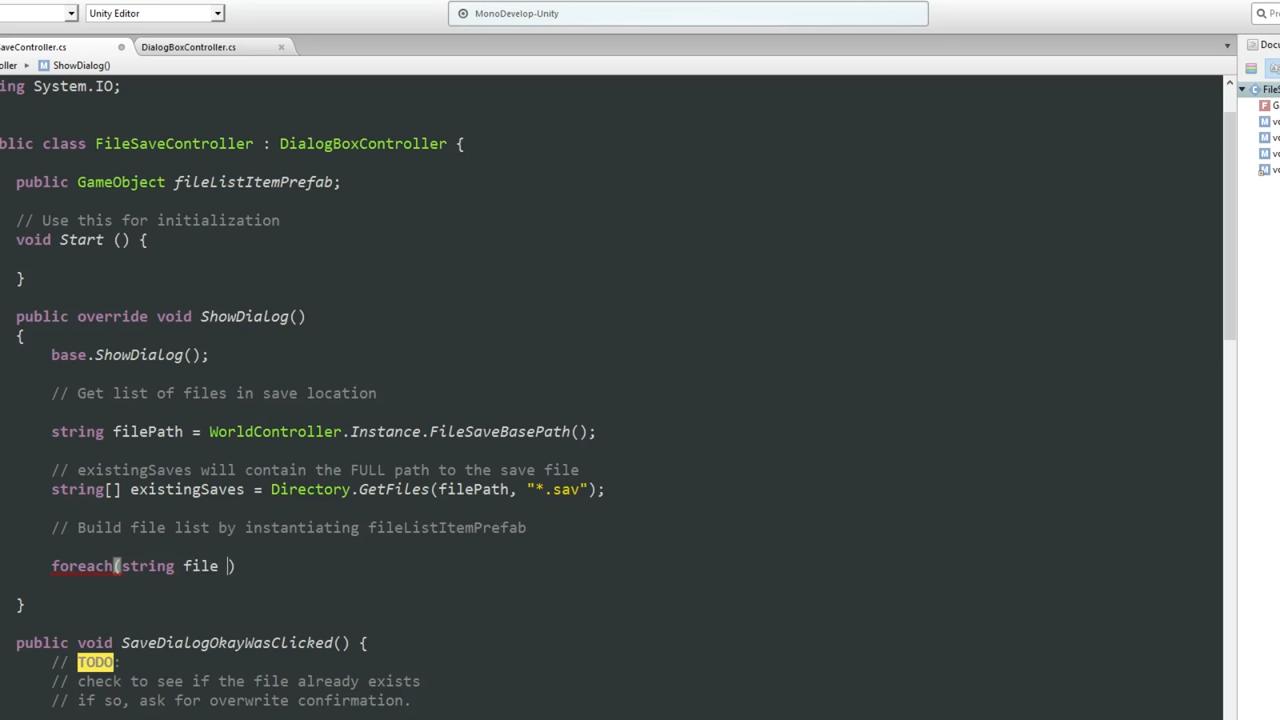 Unity Editor
MonoDevelop-Unity
aveController.cs
DialogBoxController.cs
Docu
oller ▸ M ShowDialog()
ing System.IO;
FileS
blic class FileSaveController : DialogBoxController {
public GameObject fileListItemPrefab;
// Use this for initialization
void Start () {
}
public override void ShowDialog()
{
base.ShowDialog();
// Get list of files in save location
string filePath = WorldController.Instance.FileSaveBasePath();
// existingSaves will contain the FULL path to the save file
string[] existingSaves = Directory.GetFiles(filePath, "*.sav");
// Build file list by instantiating fileListItemPrefab
foreach(string file )
}
public void SaveDialogOkayWasClicked() {
// TODO:
// check to see if the file already exists
// if so, ask for overwrite confirmation.